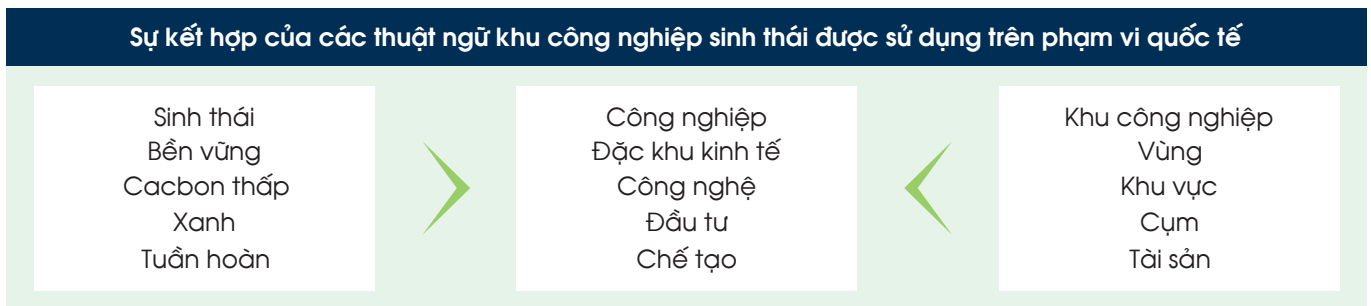 Sự kết hợp của các thuật ngữ khu công nghiệp sinh thái được sử dụng trên phạm vi quốc tế
Sinh thái
Bền vững
Cacbon thấp
Xanh
Tuần hoàn
Công nghiệp
Đặc khu kinh tế
Công nghệ
Đầu tư
Chế tạo
Khu công nghiệp
Vùng
Khu vực
Cụm
Tài sản